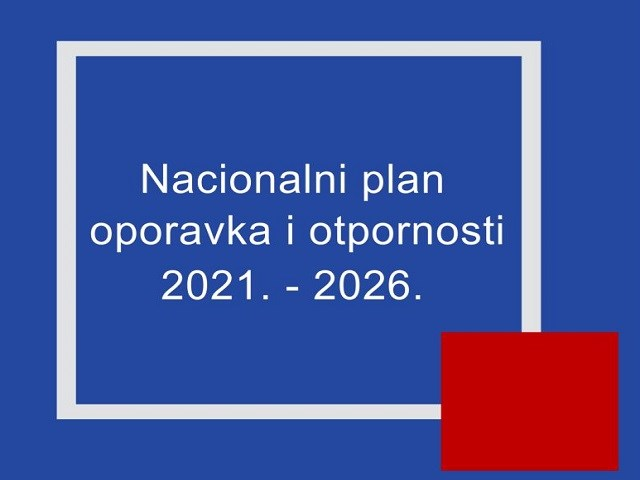 Nacionalni plan
oporavka i otpornosti
2021. - 2026.